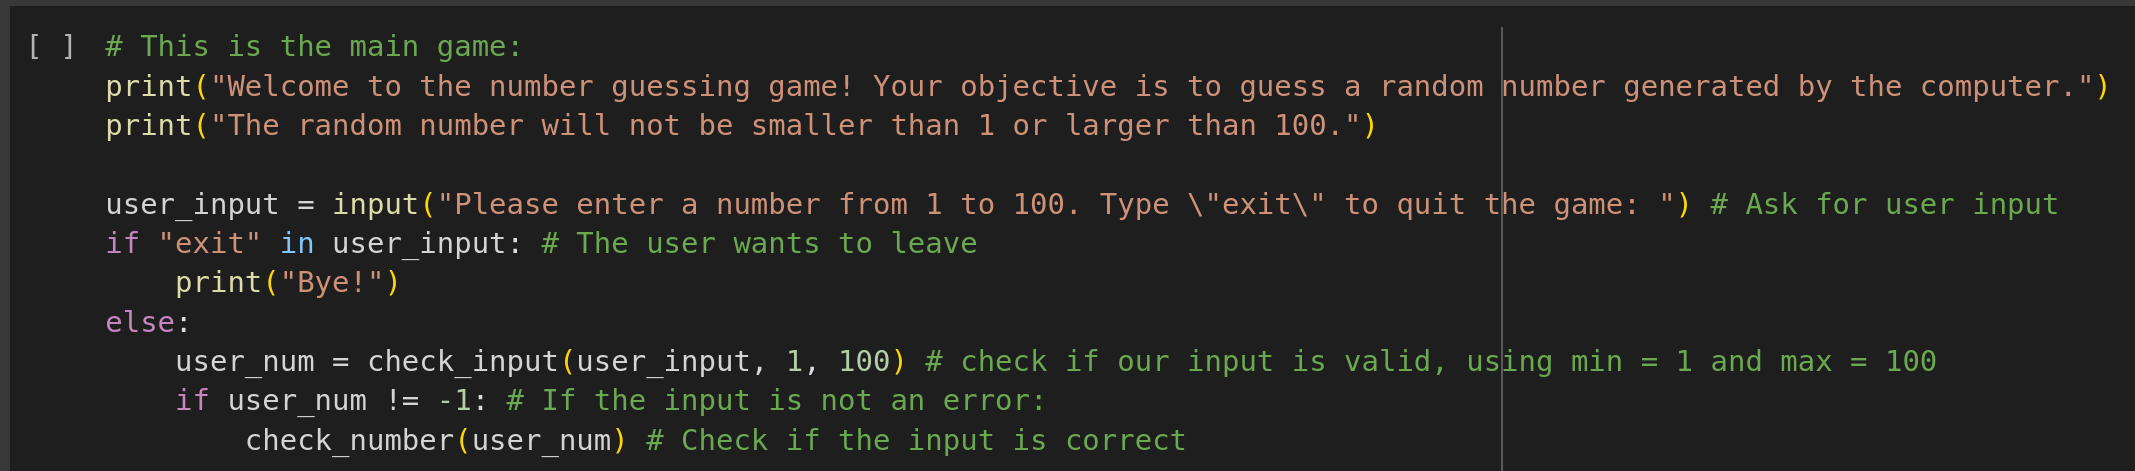 [ ] # This is the main game:
print("Welcome to the number guessing game! Your objective is to guess a random number generated by the computer.")
print("The random number will not be smaller than 1 or larger than 100.")

user_input = input("Please enter a number from 1 to 100. Type \"exit\" to quit the game: ") # Ask for user input
if "exit" in user_input: # The user wants to leave
    print("Bye!")
else:
    user_num = check_input(user_input, 1, 100) # check if our input is valid, using min = 1 and max = 100
    if user_num != -1: # If the input is not an error:
        check_number(user_num) # Check if the input is correct